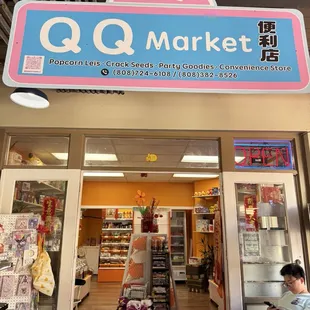 QQ Market 便利店
Popcorn Leis · Crack Seeds · Party Goodies · Convenience Store
(808)724-6108 / (808)382-8526